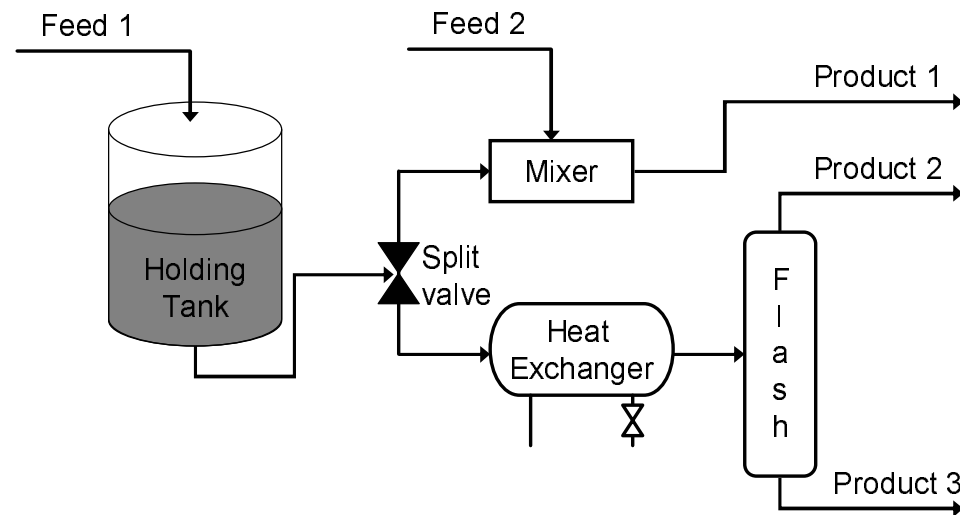 Feed 1
Feed 2
Product 1
Mixer
Product 2
Holding
Tank
Split
valve
Heat
Exchanger
F
l
a
s
h
Product 3